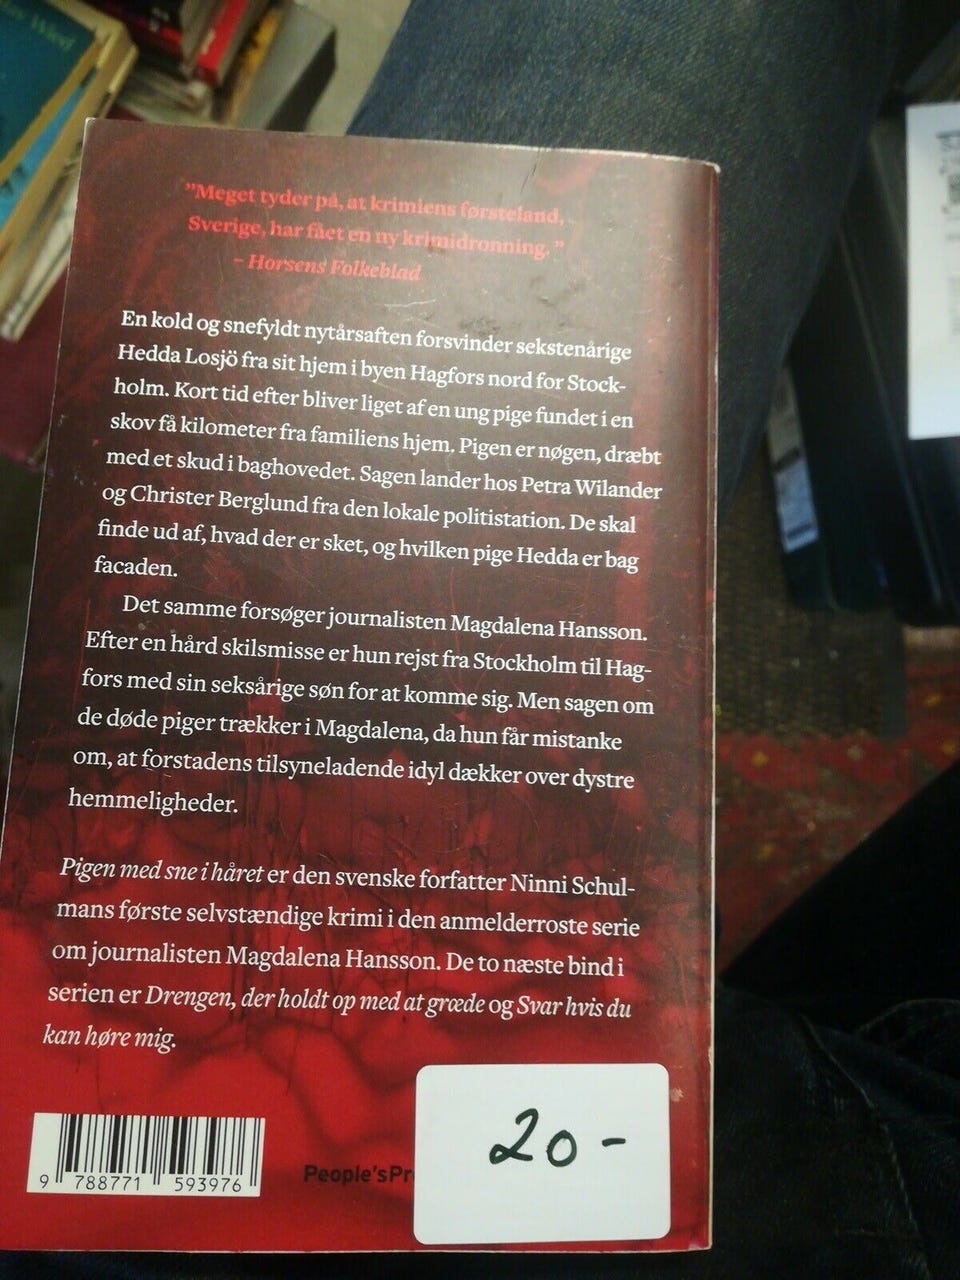 "Meget tyder på, at krimiens førsteland,
Sverige, har fået en ny krimidronning."
– Horsens Folkeblad
En kold og snefyldt nytårsaften forsvinder sekstenårige
Hedda Losjö fra sit hjem i byen Hagfors nord for Stock-
holm. Kort tid efter bliver liget af en ung pige fundet i en
skov få kilometer fra familiens hjem. Pigen er nøgen, dræbt
med et skud i baghovedet. Sagen lander hos Petra Wilander
og Christer Berglund fra den lokale politistation. De skal
finde ud af, hvad der er sket, og hvilken pige Hedda er bag
facaden.
Det samme forsøger journalisten Magdalena Hansson.
Efter en hård skilsmisse er hun rejst fra Stockholm til Hag-
fors med sin seksårige søn for at komme sig. Men sagen om
de døde piger trækker i Magdalena, da hun får mistanke
om, at forstadens tilsyneladende idyl dækker over dystre
hemmeligheder.
Pigen med sne i håret er den svenske forfatter Ninni Schul-
mans første selvstændige krimi i den anmelderroste serie
om journalisten Magdalena Hansson. De to næste bind i
serien er Drengen, der holdt op med at græde og Svar hvis du
kan høre mig.
9 788771 593976
People'sPr
20-